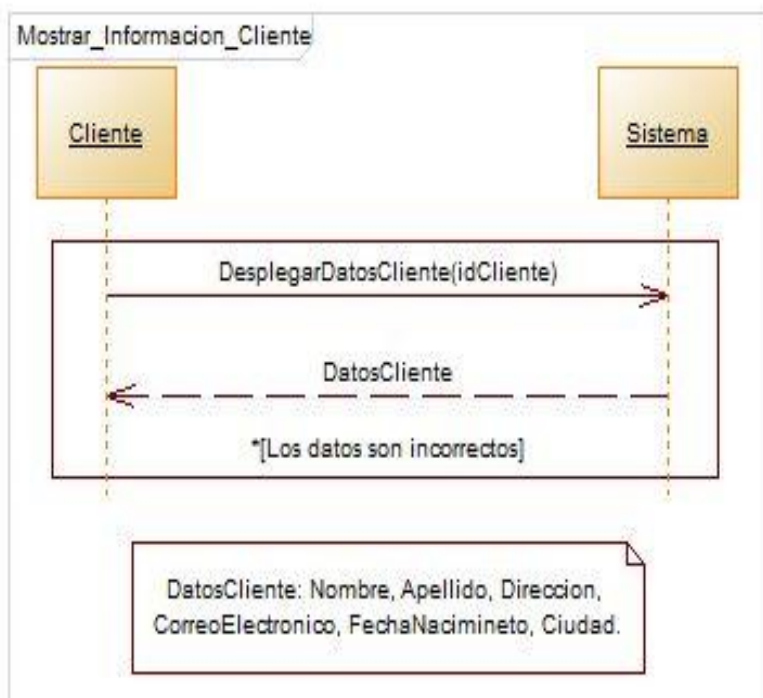 Mostrar_Informacion_Cliente
Cliente
Sistema
DesplegarDatosCliente(idCliente)
DatosCliente
*[Los datos son incorrectos]
DatosCliente: Nombre, Apellido, Direccion,
CorreoElectronico, FechaNacimineto, Ciudad.